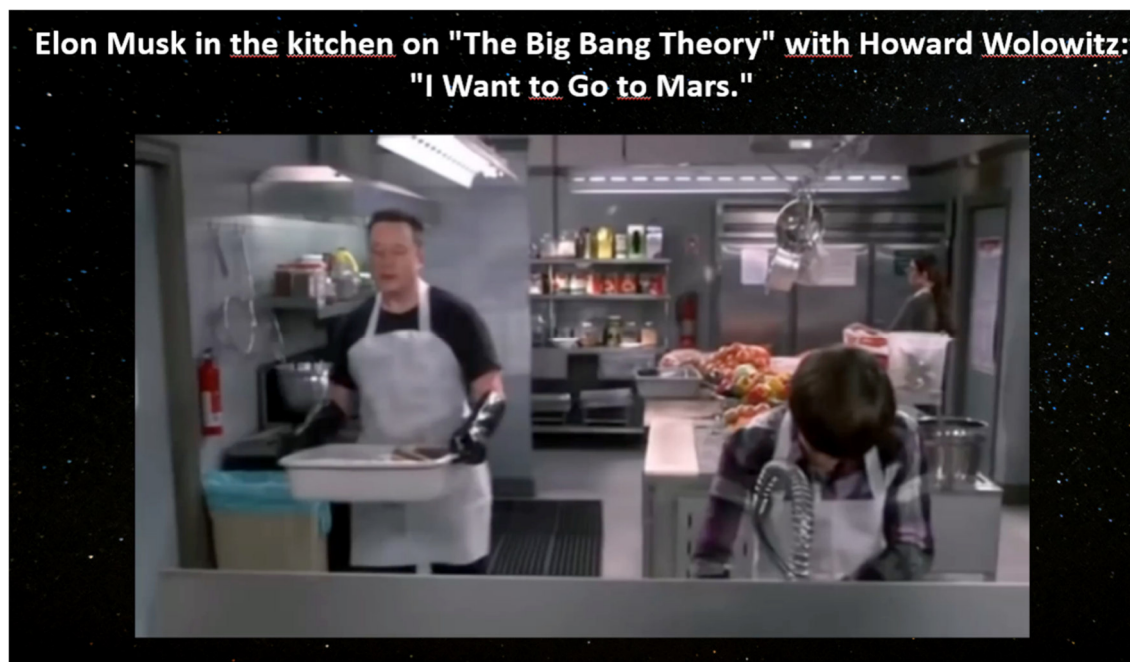 Elon Musk in the kitchen on "The Big Bang Theory" with Howard Wolowitz:
"I Want to Go to Mars."